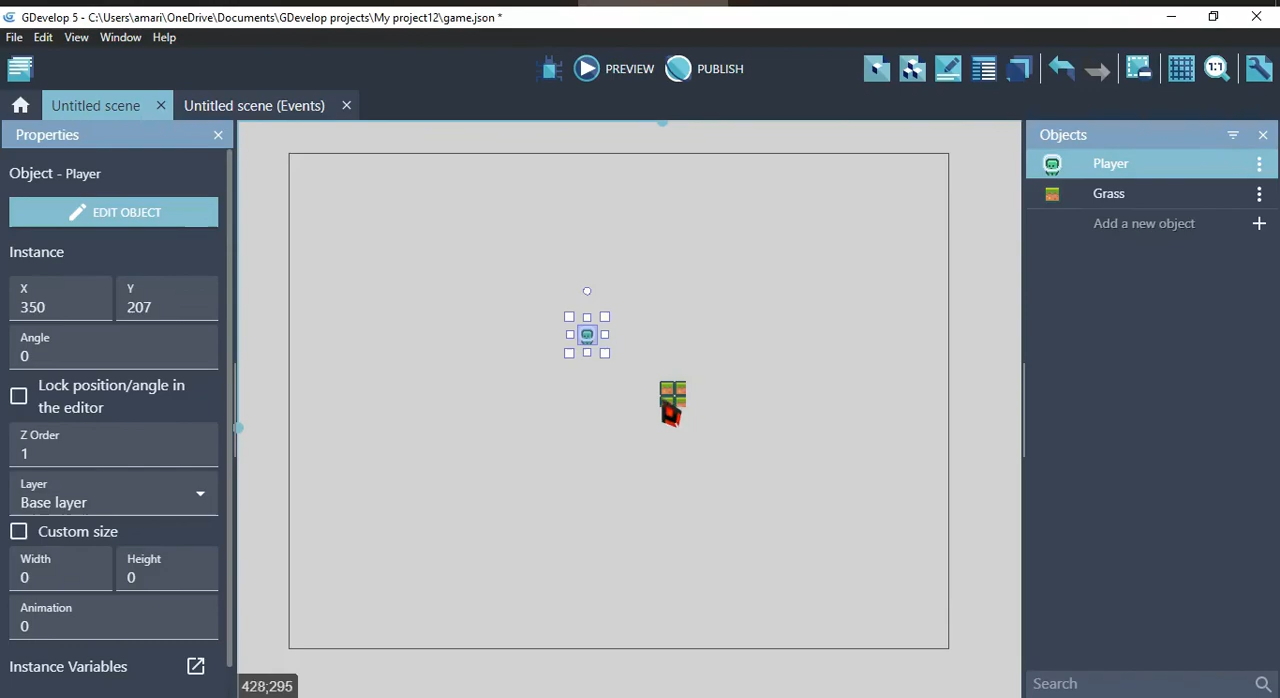 GDevelop 5 - C:\Users\amari\OneDrive\Documents\GDevelop projects\My project12\game.json *
File Edit View Window Help
PREVIEW PUBLISH 1:1
Untitled scene × Untitled scene (Events) ×
Properties ×
Object - Player
EDIT OBJECT
Instance
X Y
350 207
Angle
0
Lock position/angle in
the editor
Z Order
1
Layer
Base layer
Custom size
Width Height
0 0
Animation
0
Instance Variables
428;295
Objects ×
Player
Grass
Add a new object +
Search